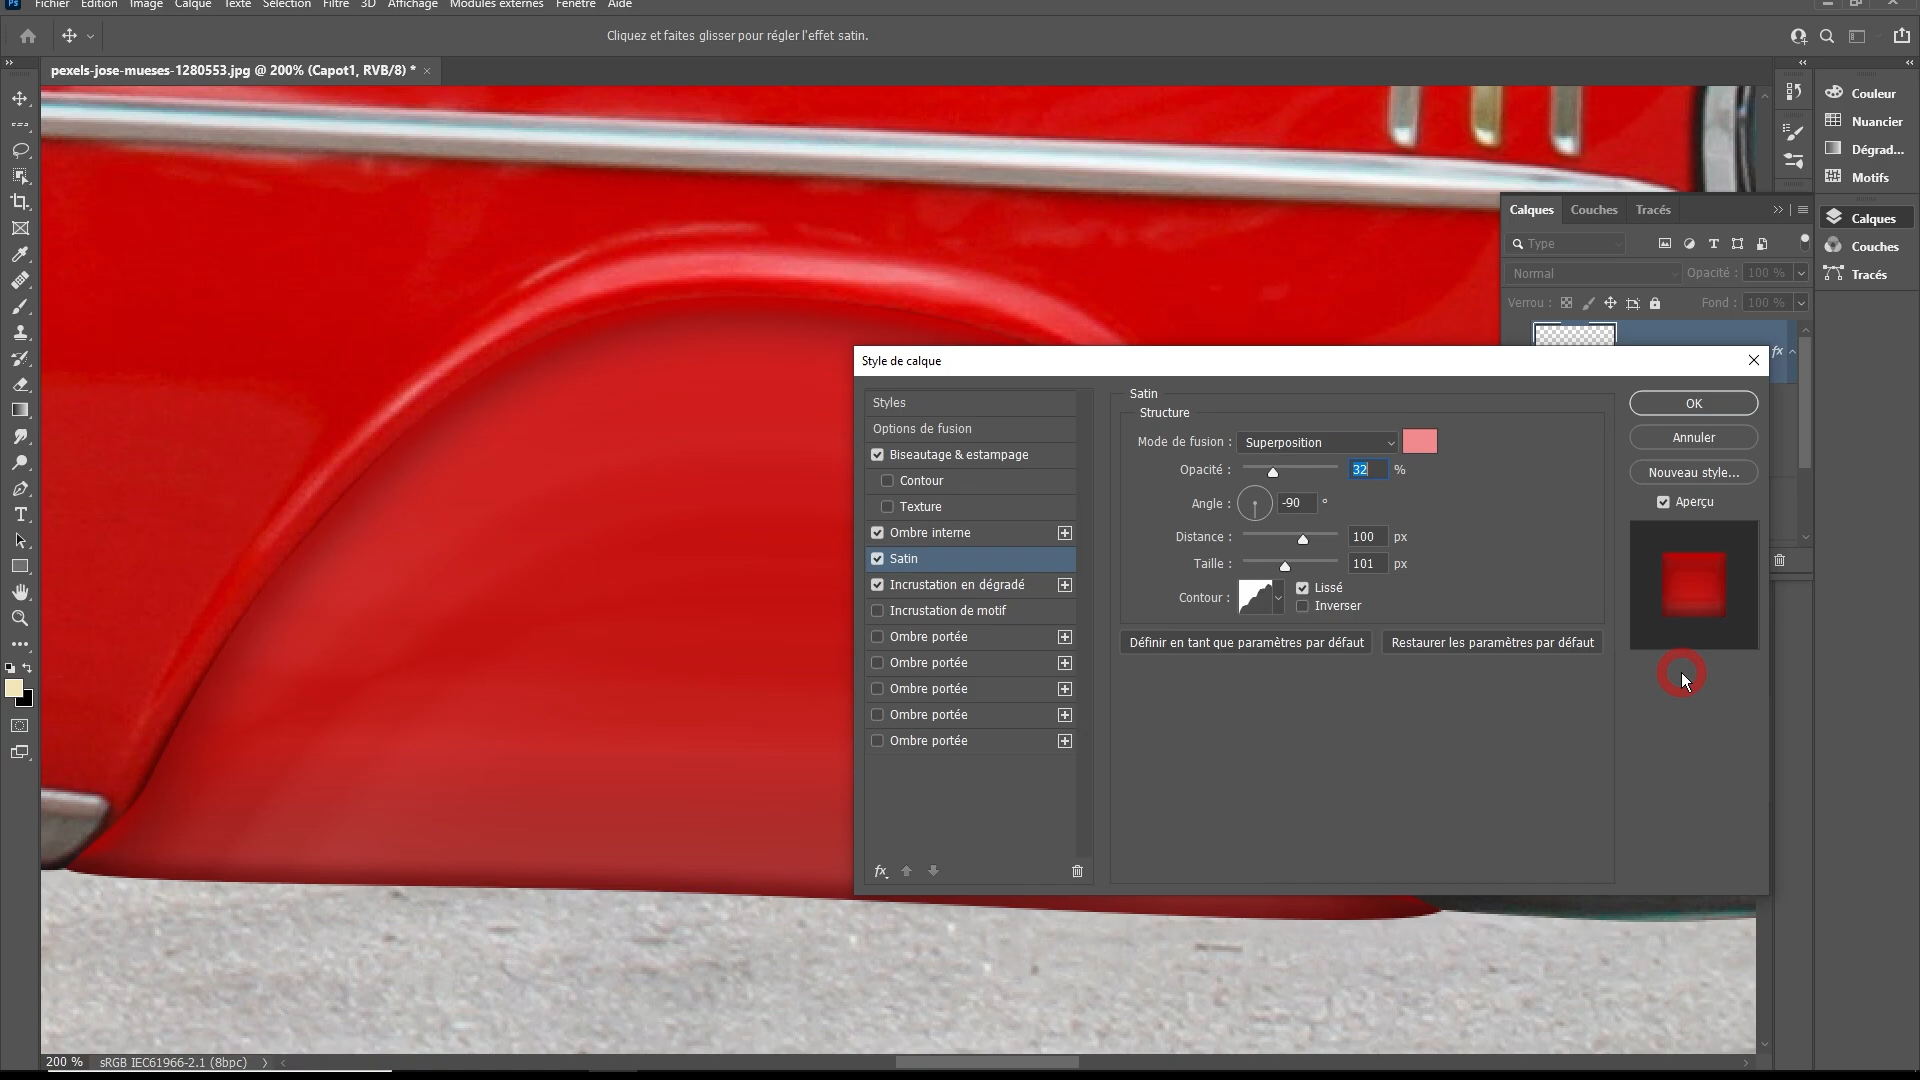 Ps Fichier Edition Image Calque Texte Sélection Filtre 3D Affichage Modules externes Fenêtre Aide
Cliquez et faites glisser pour régler l'effet satin.
pexels-jose-mueses-1280553.jpg @ 200% (Capot1, RVB/8) *
Couleur
Nuancier
Dégrad...
Motifs
Calques
Couches
Tracés
Calques Couches Tracés
Type
Normal Opacité : 100 %
Verrou : Fond : 100 %
fx
Style de calque
Styles
Options de fusion
Biseautage & estampage
Contour
Texture
Ombre interne
Satin
Incrustation en dégradé
Incrustation de motif
Ombre portée
Ombre portée
Ombre portée
Ombre portée
Ombre portée
fx
Satin
Structure
Mode de fusion : Superposition
Opacité : 32 %
Angle : -90 °
Distance : 100 px
Taille : 101 px
Contour : Lissé
Inverser
Définir en tant que paramètres par défaut Restaurer les paramètres par défaut
OK
Annuler
Nouveau style...
Aperçu
200 % sRGB IEC61966-2.1 (8bpc)